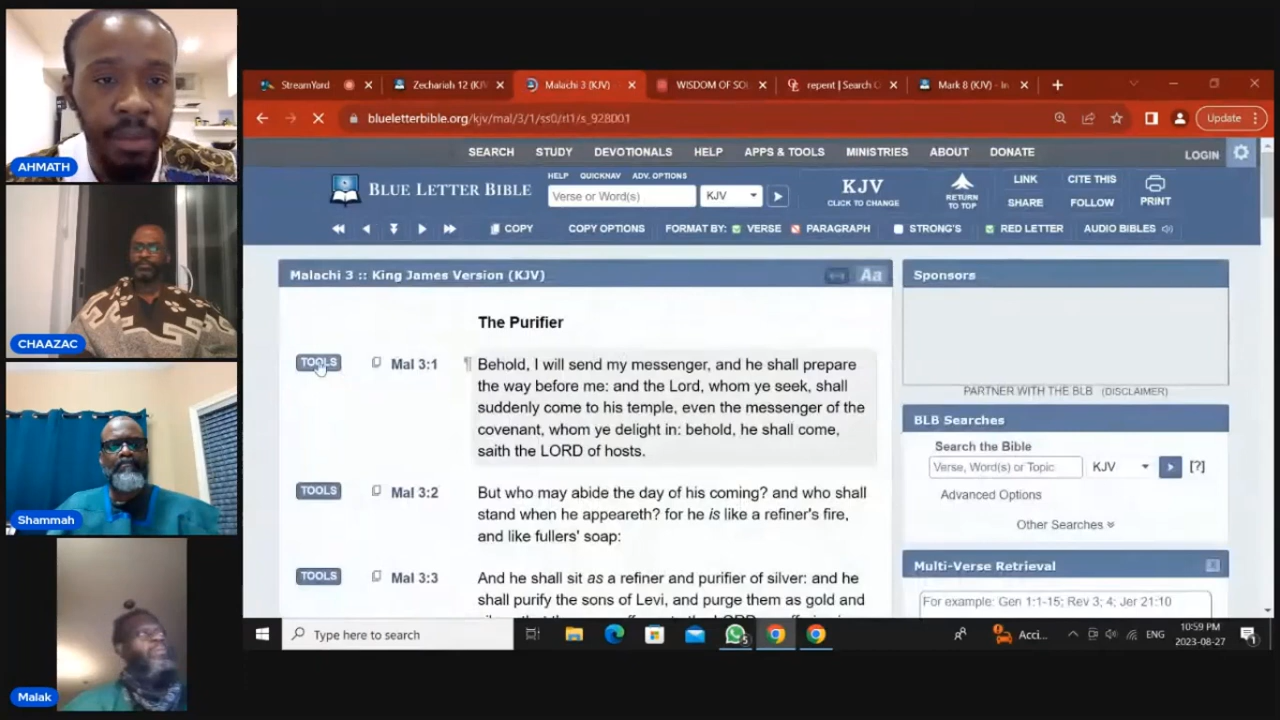 AHMATH
CHAAZAC
Shammah
Malak
StreamYard
Zechariah 12 (KJV
Malachi 3 (KJV)
WISDOM OF SOL
repent | Search O
Mark 8 (KJV) - In
blueletterbible.org/kjv/mal/3/1/ss0/rl1/s_928001
Update
SEARCH STUDY DEVOTIONALS HELP APPS & TOOLS MINISTRIES ABOUT DONATE
LOGIN
BLUE LETTER BIBLE
HELP QUICKNAV ADV. OPTIONS
Verse or Word(s) KJV
KJV
CLICK TO CHANGE
RETURN
TO TOP
LINK CITE THIS
SHARE FOLLOW
PRINT
COPY COPY OPTIONS FORMAT BY: VERSE PARAGRAPH STRONG'S RED LETTER AUDIO BIBLES
Malachi 3 :: King James Version (KJV)
Aa
The Purifier
TOOLS Mal 3:1 ¶ Behold, I will send my messenger, and he shall prepare
the way before me: and the Lord, whom ye seek, shall
suddenly come to his temple, even the messenger of the
covenant, whom ye delight in: behold, he shall come,
saith the LORD of hosts.
TOOLS Mal 3:2 But who may abide the day of his coming? and who shall
stand when he appeareth? for he is like a refiner's fire,
and like fullers' soap:
TOOLS Mal 3:3 And he shall sit as a refiner and purifier of silver: and he
shall purify the sons of Levi, and purge them as gold and
Sponsors
PARTNER WITH THE BLB (DISCLAIMER)
BLB Searches
Search the Bible
Verse, Word(s) or Topic KJV [?]
Advanced Options
Other Searches
Multi-Verse Retrieval
For example: Gen 1:1-15; Rev 3; 4; Jer 21:10
Type here to search
5
Acci...
ENG
10:59 PM
2023-08-27
1